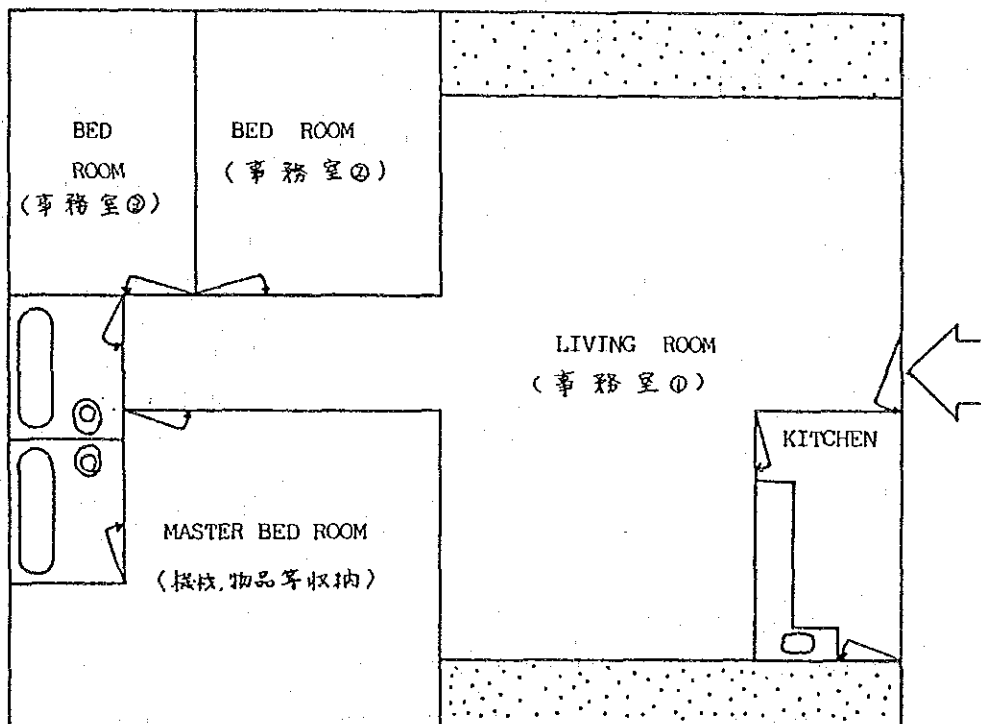 BED
ROOM
(事務室③)
BED ROOM
(事務室②)
LIVING ROOM
(事務室①)
KITCHEN
MASTER BED ROOM
(機材,物品等収納)